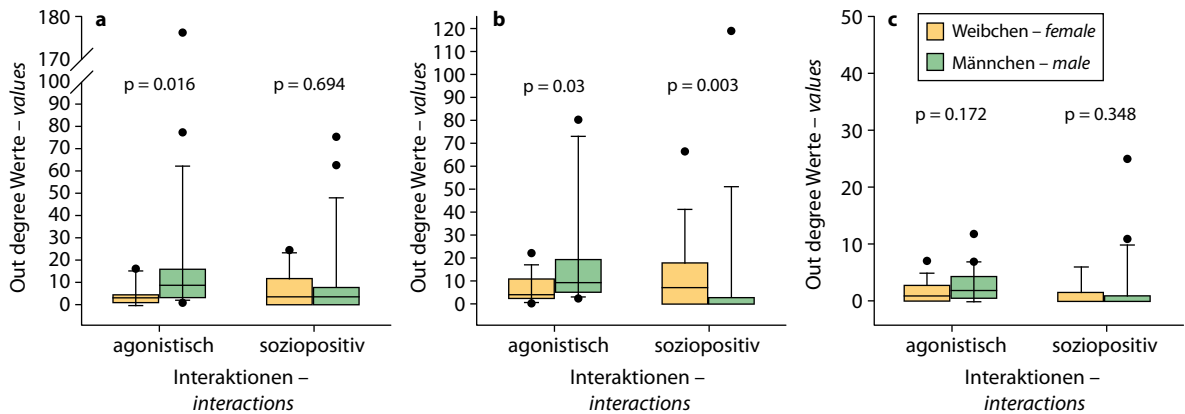 a
Out degree Werte – values
180
170
100
90
80
70
60
50
40
30
20
10
0
p = 0.016
p = 0.694
agonistisch
soziopositiv
Interaktionen –
interactions
b
Out degree Werte – values
120
110
100
90
80
70
60
50
40
30
20
10
0
p = 0.03
p = 0.003
agonistisch
soziopositiv
Interaktionen –
interactions
c
Out degree Werte – values
50
40
30
20
10
0
Weibchen – female
Männchen – male
p = 0.172
p = 0.348
agonistisch
soziopositiv
Interaktionen –
interactions